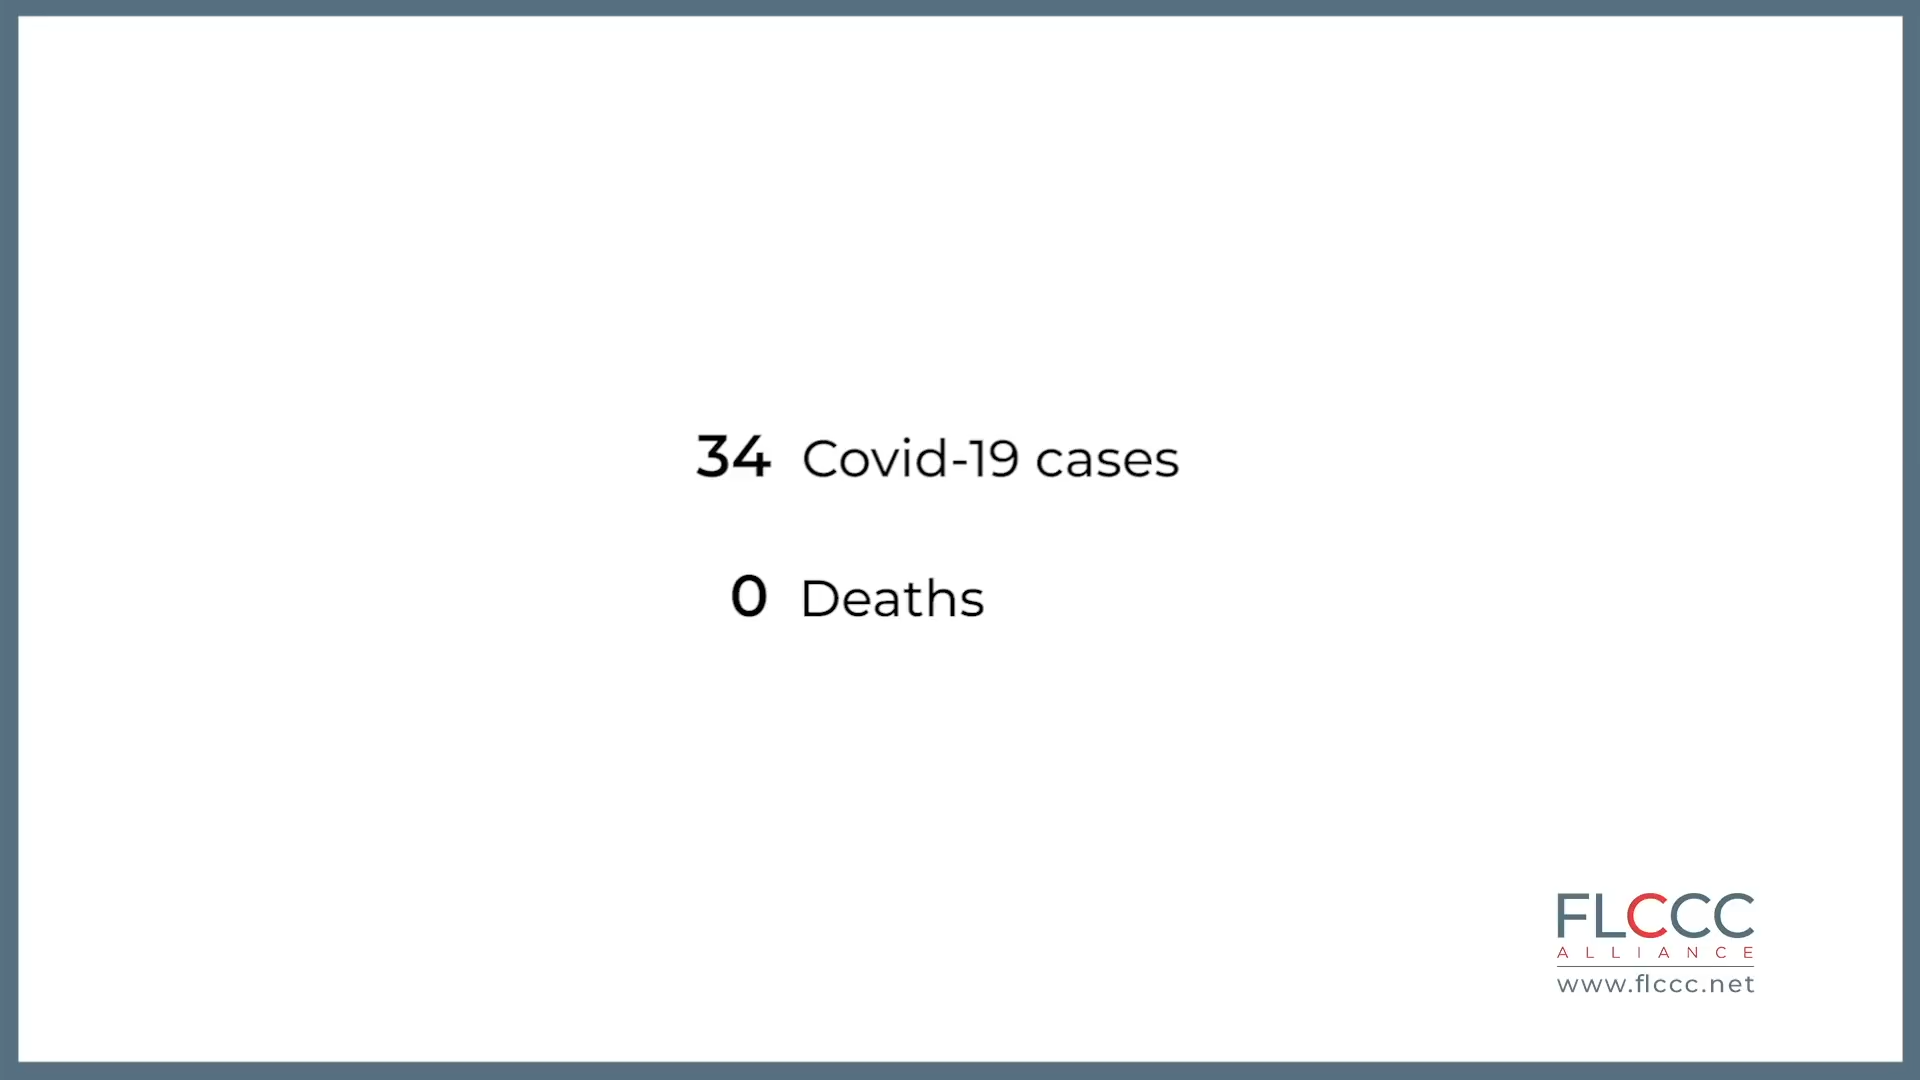 34 Covid-19 cases
0 Deaths
FLCCC
ALLIANCE
www.flccc.net